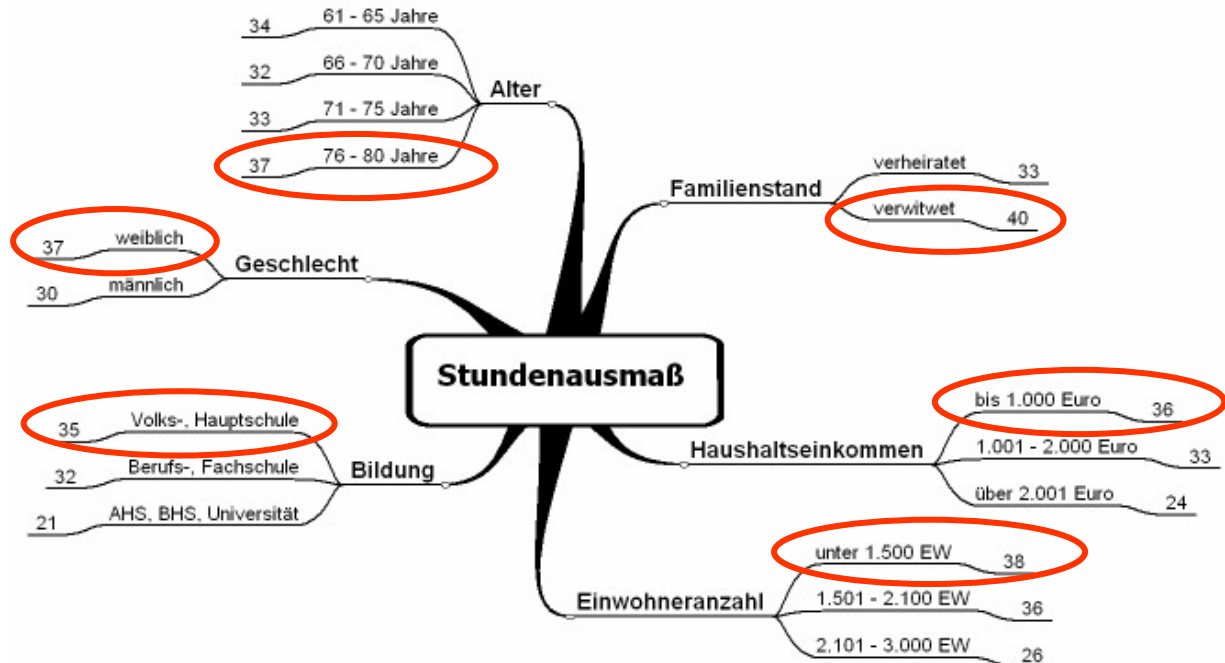 Stundenausmaß
Alter
61 - 65 Jahre 34
66 - 70 Jahre 32
71 - 75 Jahre 33
76 - 80 Jahre 37
Familienstand
verheiratet 33
verwitwet 40
Geschlecht
weiblich 37
männlich 30
Bildung
Volks-, Hauptschule 35
Berufs-, Fachschule 32
AHS, BHS, Universität 21
Haushaltseinkommen
bis 1.000 Euro 36
1.001 - 2.000 Euro 33
über 2.001 Euro 24
Einwohneranzahl
unter 1.500 EW 38
1.501 - 2.100 EW 36
2.101 - 3.000 EW 26